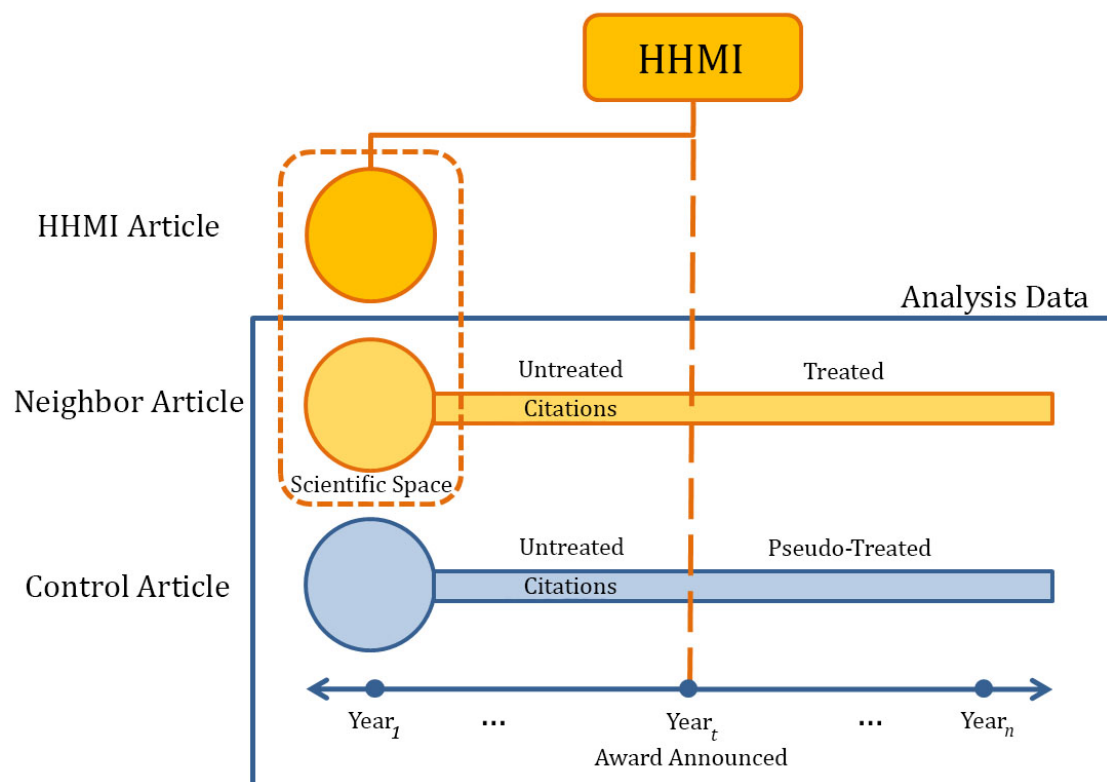 HHMI
HHMI Article
Analysis Data
Neighbor Article
Untreated
Treated
Citations
Scientific Space
Control Article
Untreated
Pseudo-Treated
Citations
Year1 ... Yeart ... Yearn
Award Announced